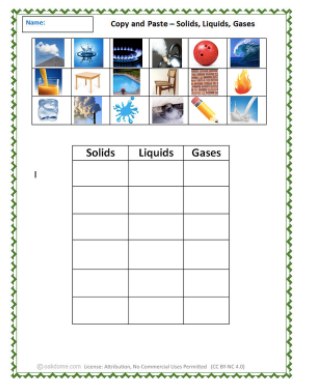 Name:
Copy and Paste – Solids, Liquids, Gases
Solids Liquids Gases
License: Attribution, No Commercial Uses Permitted (CC BY-NC 4.0)